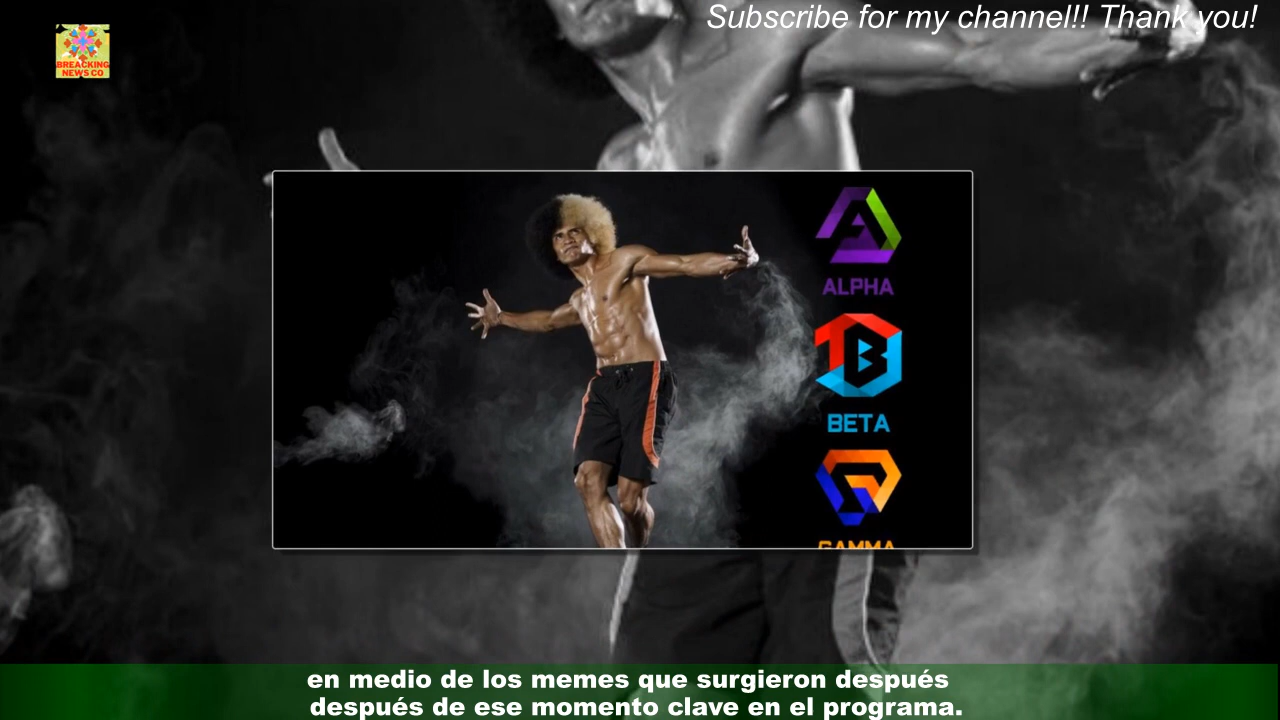 Subscribe for my channel!! Thank you!
BREACKING
NEWS CO
ALPHA
BETA
GAMMA
en medio de los memes que surgieron después
después de ese momento clave en el programa.